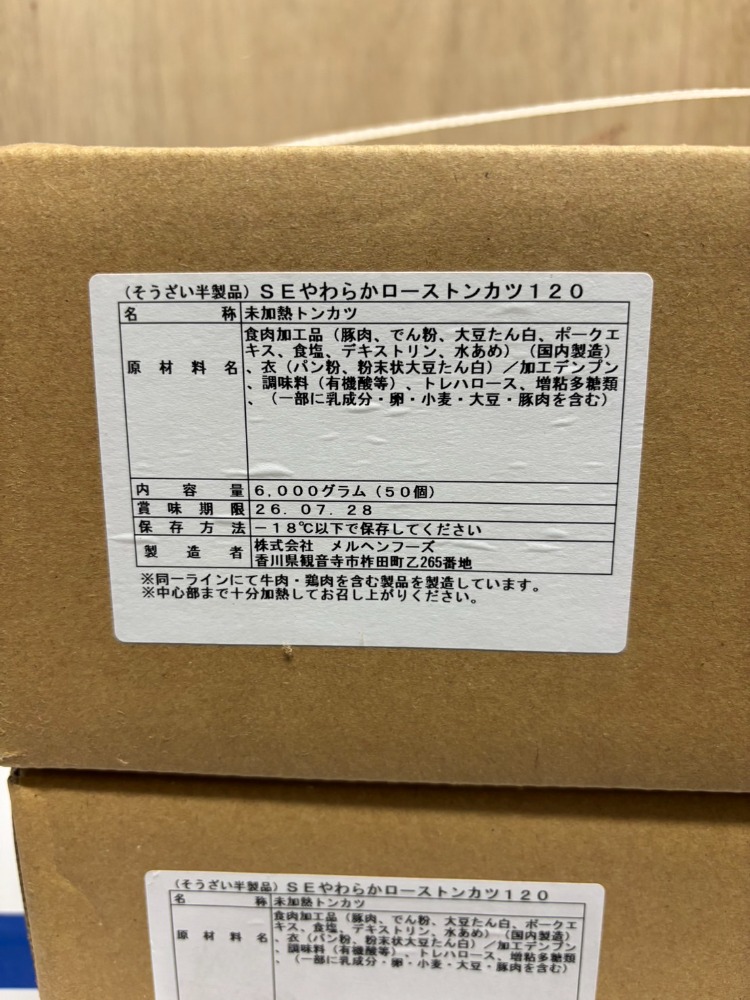 (そうざい半製品) ＳＥやわらかローストンカツ１２０
名称 未加熱トンカツ
原材料名 食肉加工品（豚肉、でん粉、大豆たん白、ポークエ
キス、食塩、デキストリン、水あめ）（国内製造）
、衣（パン粉、粉末状大豆たん白）／加工デンプン
、調味料（有機酸等）、トレハロース、増粘多糖類
、（一部に乳成分・卵・小麦・大豆・豚肉を含む）
内容量 ６,０００グラム（５０個）
賞味期限 ２６.０７.２８
保存方法 －１８℃以下で保存してください
製造者 株式会社　メルヘンフーズ
香川県観音寺市柞田町乙265番地
※同一ラインにて牛肉・鶏肉を含む製品を製造しています。
※中心部まで十分加熱してお召し上がりください。
(そうざい半製品) ＳＥやわらかローストンカツ１２０
名称 未加熱トンカツ
原材料名 食肉加工品（豚肉、でん粉、大豆たん白、ポークエ
キス、食塩、デキストリン、水あめ）（国内製造）
、衣（パン粉、粉末状大豆たん白）／加工デンプン
、調味料（有機酸等）、トレハロース、増粘多糖類
、（一部に乳成分・卵・小麦・大豆・豚肉を含む）